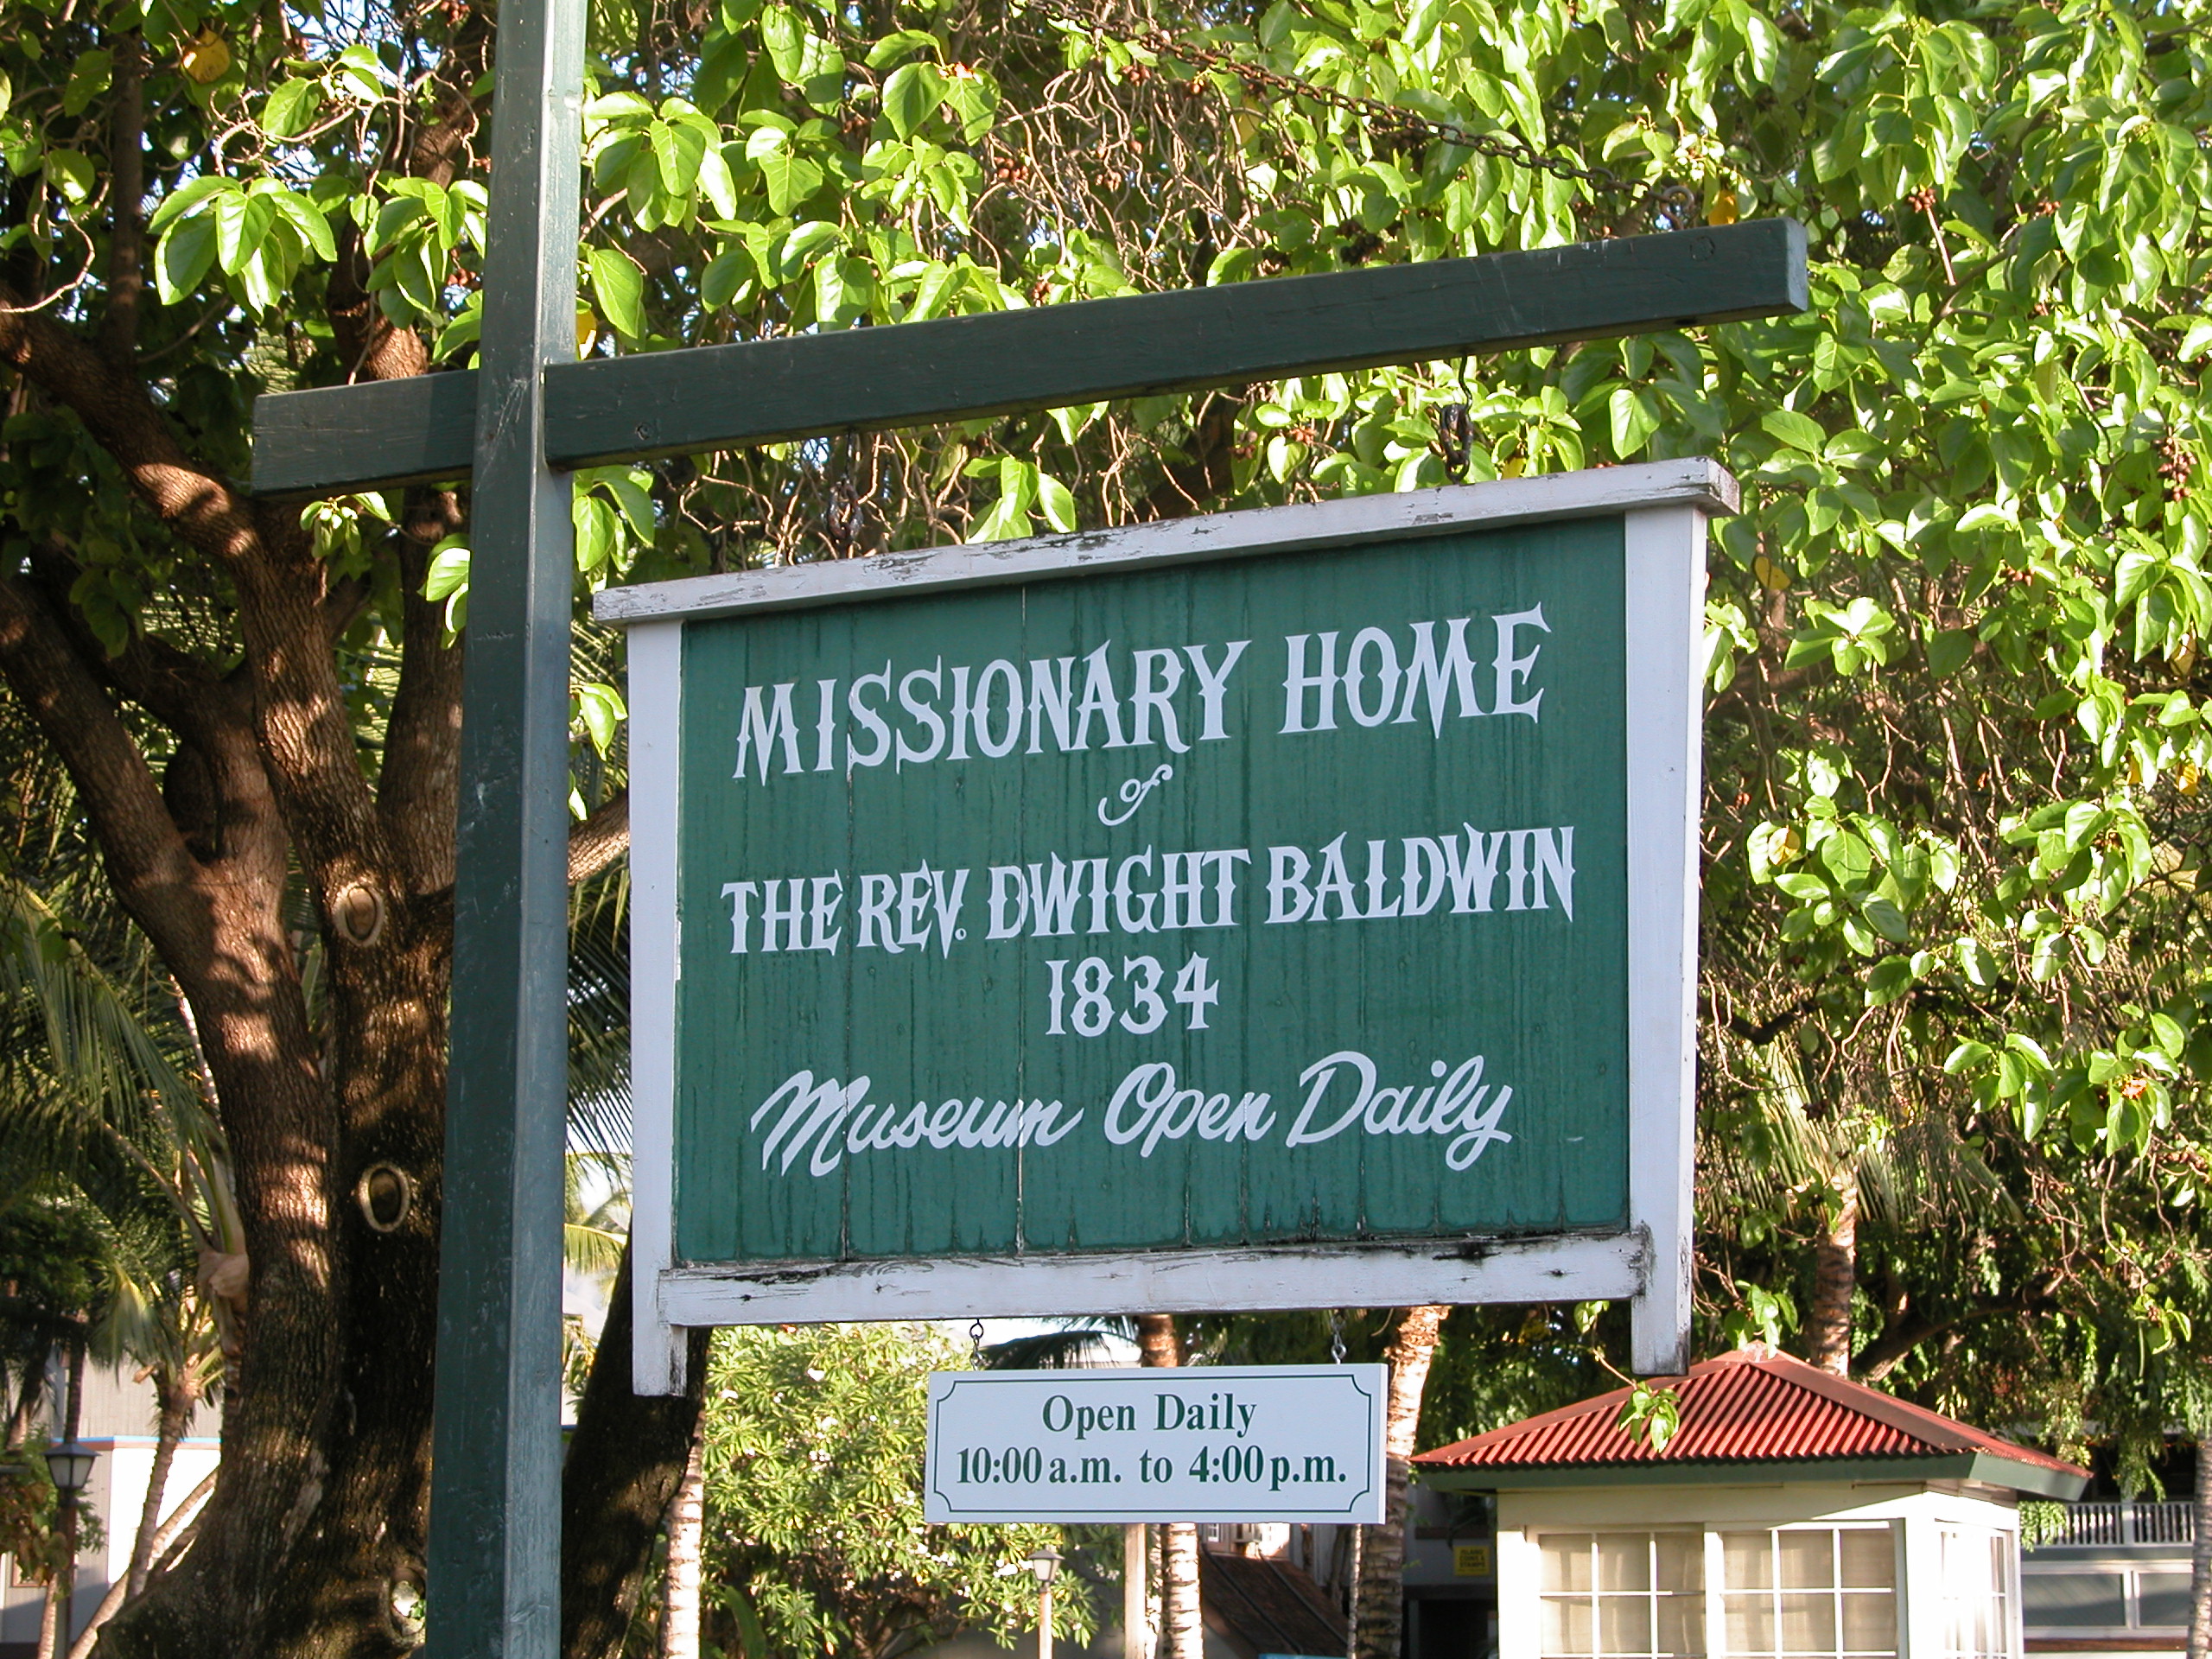 MISSIONARY HOME
of
THE REV. DWIGHT BALDWIN
1834
Museum Open Daily
Open Daily
10:00 a.m. to 4:00 p.m.